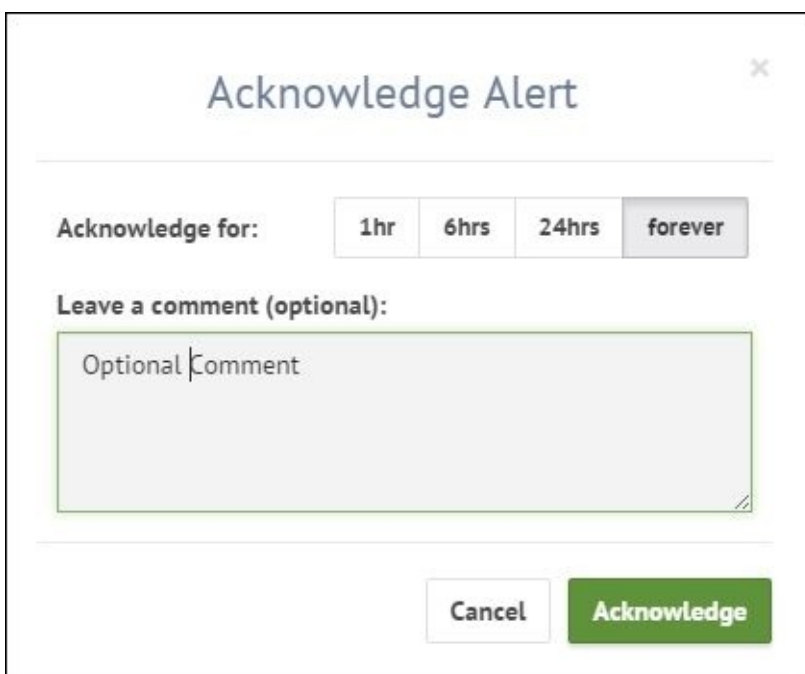 Acknowledge Alert ×
Acknowledge for: 1hr 6hrs 24hrs forever
Leave a comment (optional):
Optional Comment
Cancel Acknowledge